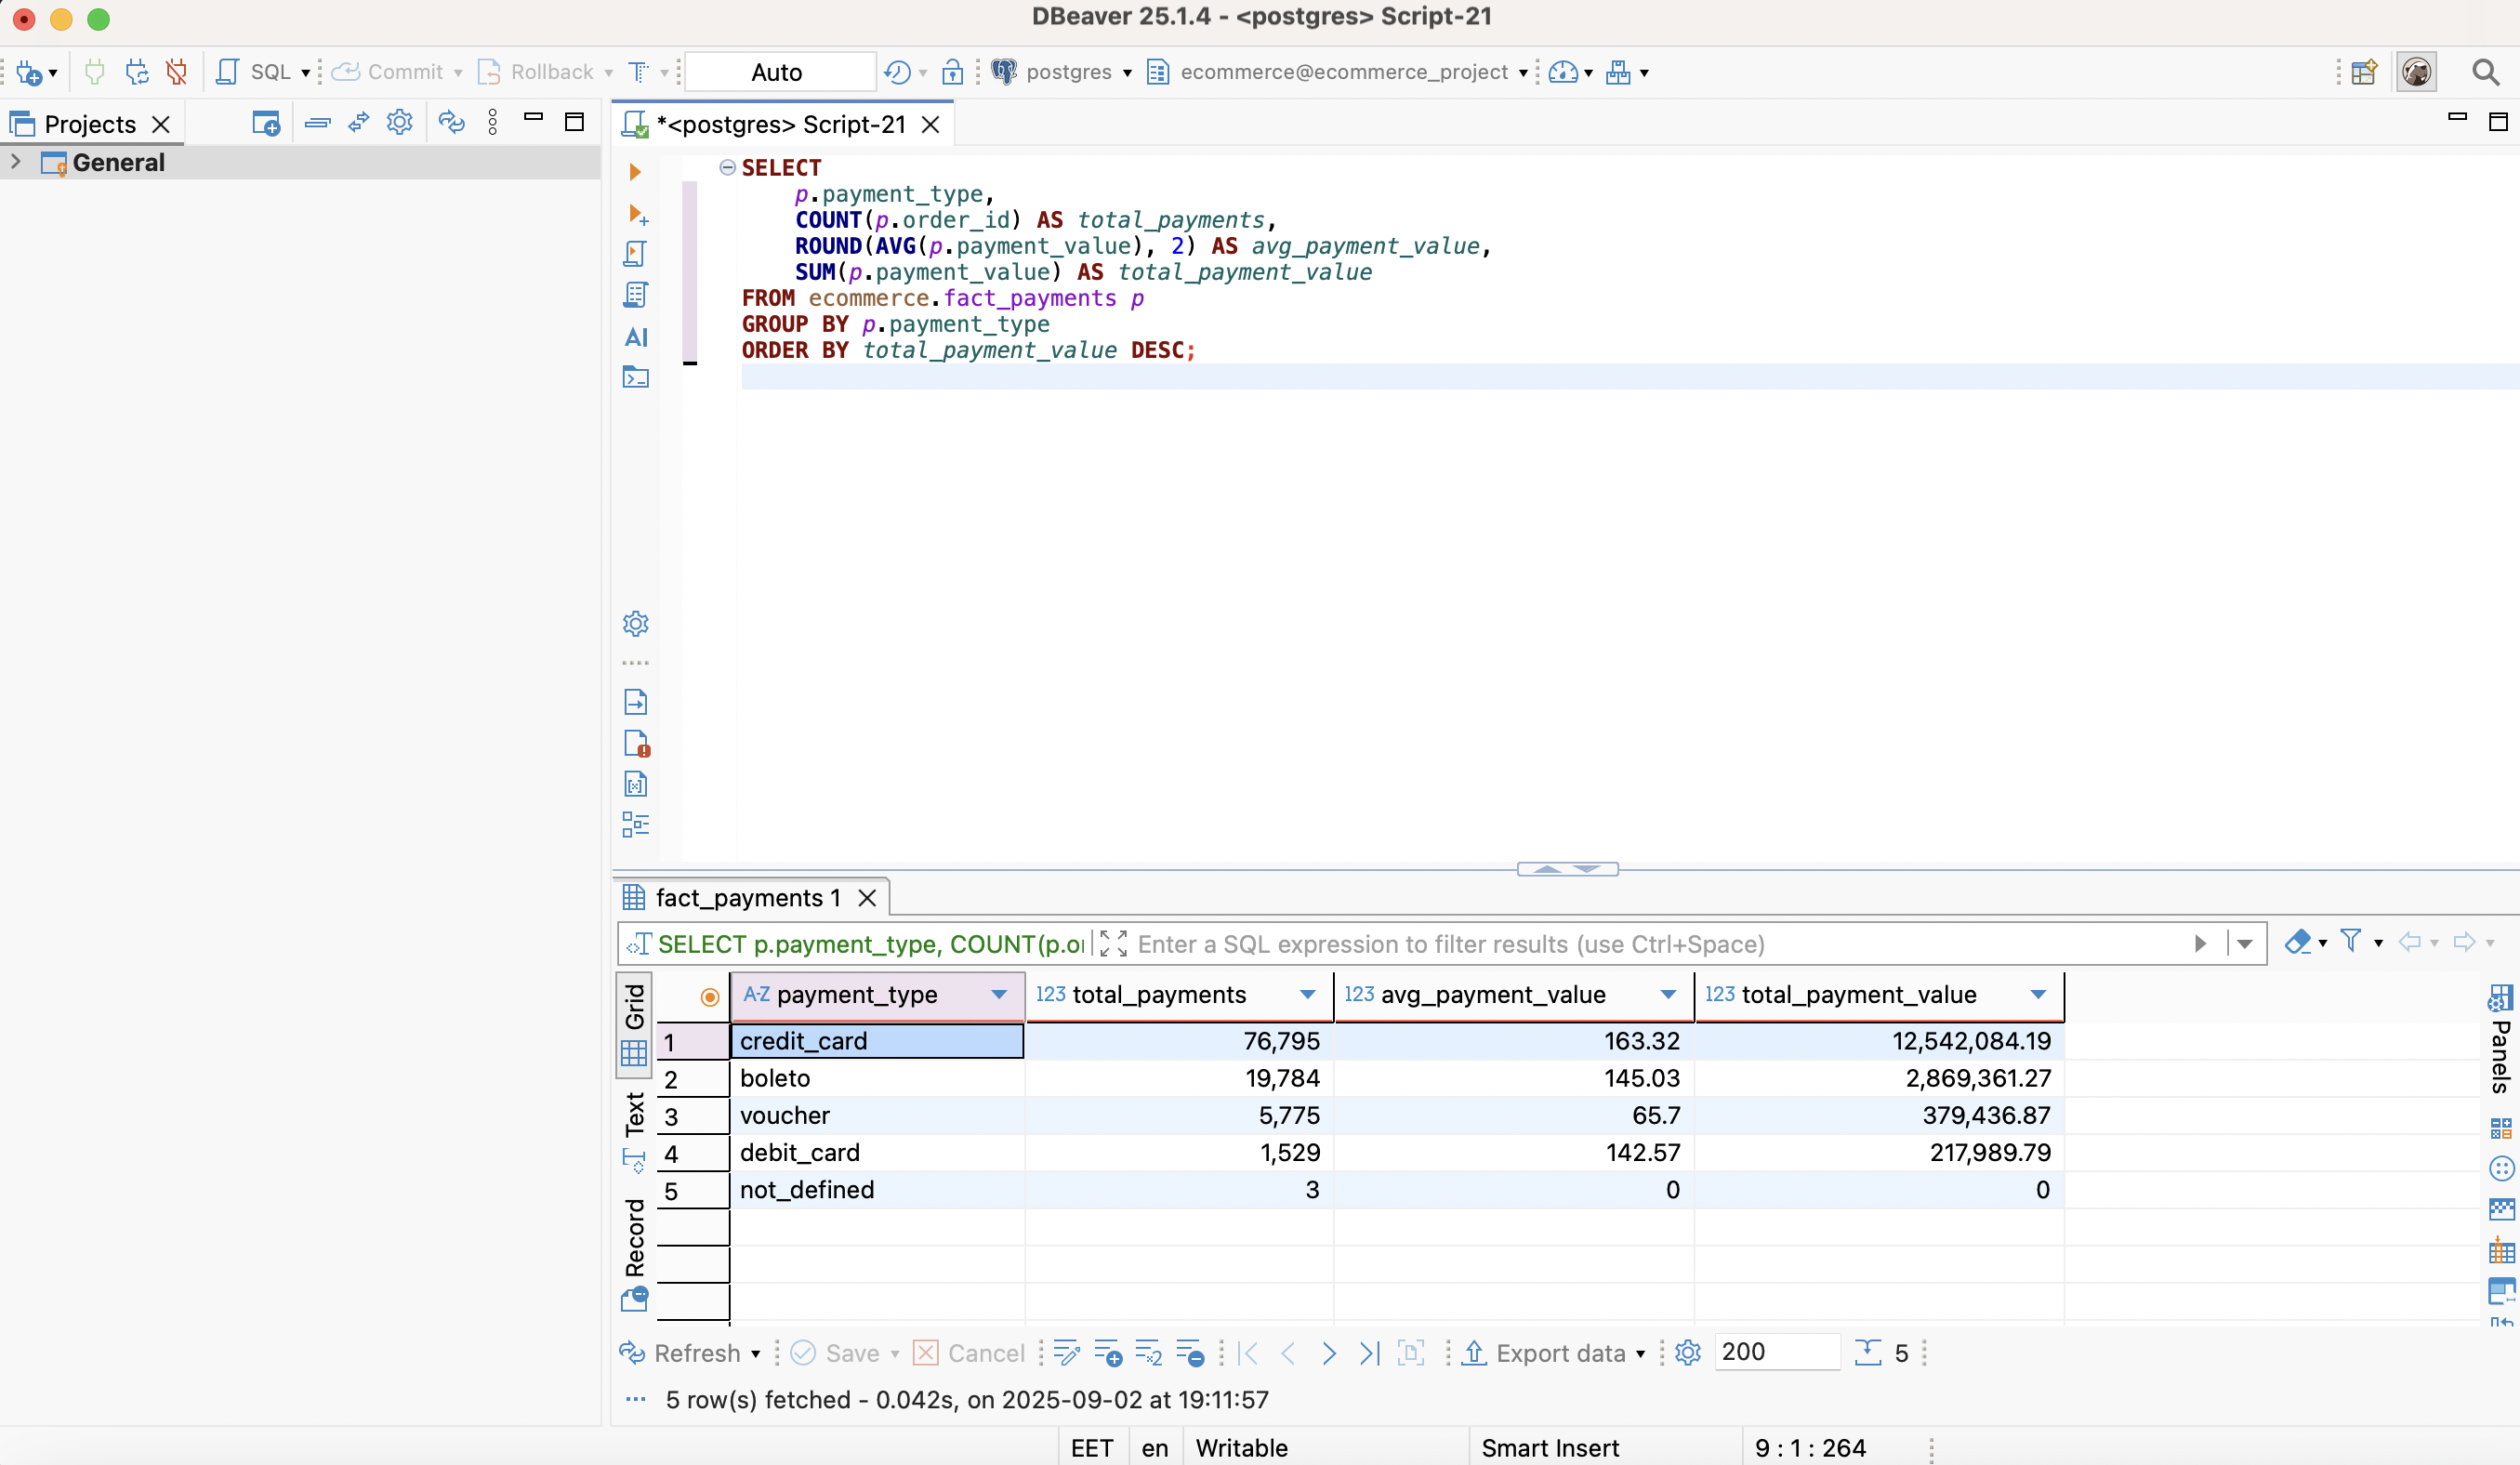 DBeaver 25.1.4 - <postgres> Script-21
SQL Commit Rollback Auto postgres ecommerce@ecommerce_project
Projects
*<postgres> Script-21
General
SELECT
p.payment_type,
COUNT(p.order_id) AS total_payments,
ROUND(AVG(p.payment_value), 2) AS avg_payment_value,
SUM(p.payment_value) AS total_payment_value
FROM ecommerce.fact_payments p
GROUP BY p.payment_type
ORDER BY total_payment_value DESC;
AI
fact_payments 1
SELECT p.payment_type, COUNT(p.or Enter a SQL expression to filter results (use Ctrl+Space)
Grid
Text
Record
Panels
A-Z payment_type 123 total_payments 123 avg_payment_value 123 total_payment_value
1 credit_card 76,795 163.32 12,542,084.19
2 boleto 19,784 145.03 2,869,361.27
3 voucher 5,775 65.7 379,436.87
4 debit_card 1,529 142.57 217,989.79
5 not_defined 3 0 0
Refresh Save Cancel Export data 200 5
5 row(s) fetched - 0.042s, on 2025-09-02 at 19:11:57
EET en Writable Smart Insert 9 : 1 : 264